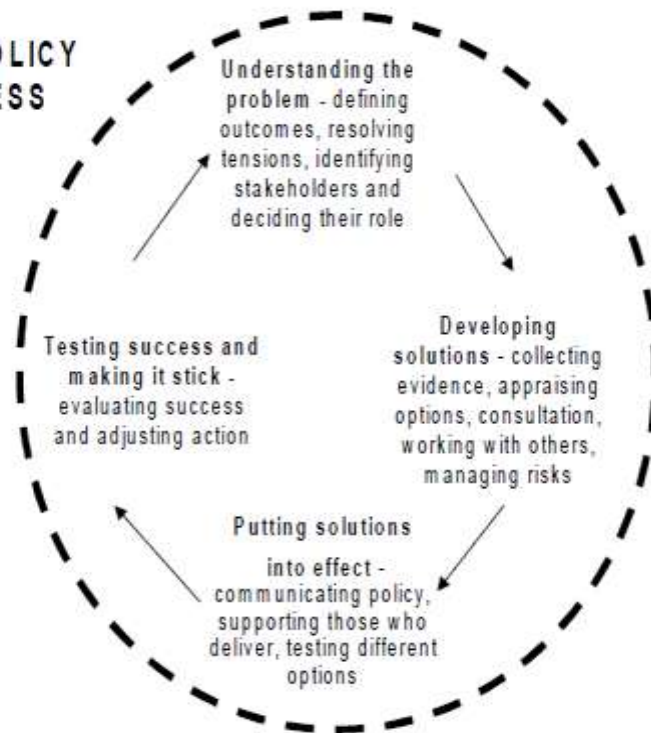 OLICY
ESS
Understanding the
problem - defining
outcomes, resolving
tensions, identifying
stakeholders and
deciding their role
Developing
solutions - collecting
evidence, appraising
options, consultation,
working with others,
managing risks
Putting solutions
into effect -
communicating policy,
supporting those who
deliver, testing different
options
Testing success and
making it stick -
evaluating success
and adjusting action